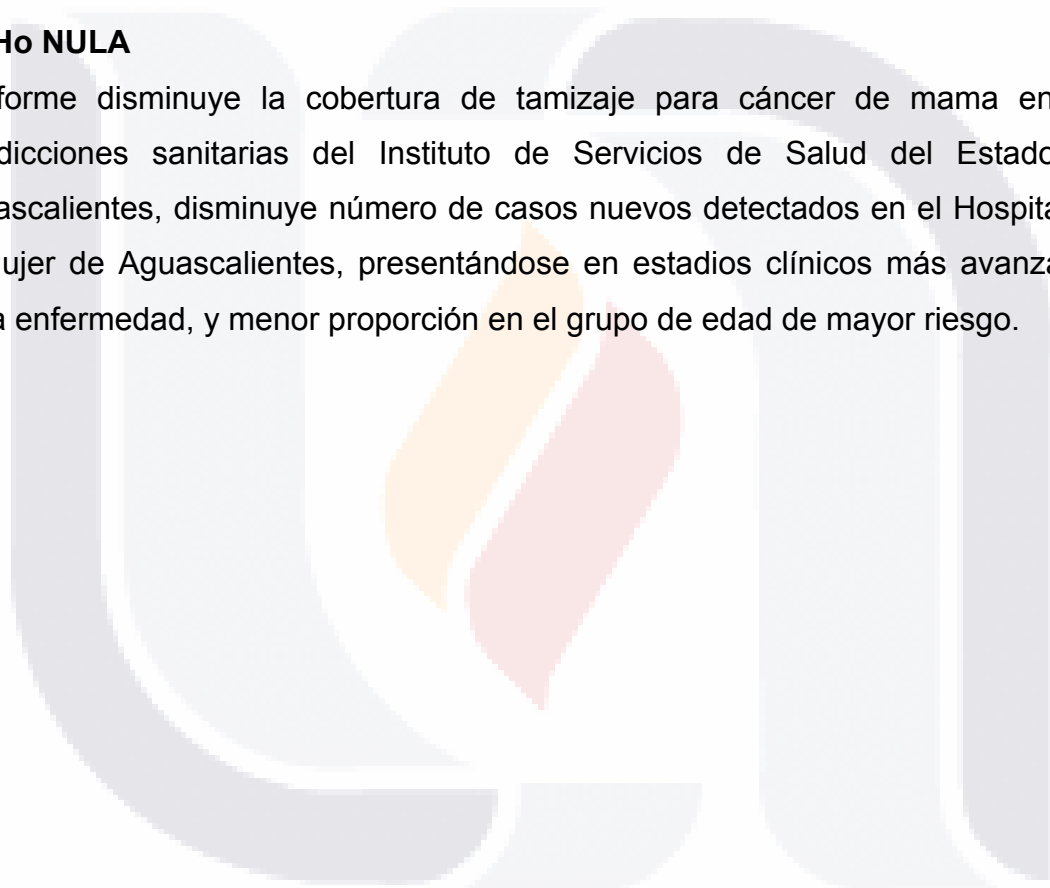 Ho NULA
forme disminuye la cobertura de tamizaje para cáncer de mama en
dicciones sanitarias del Instituto de Servicios de Salud del Estado
ascalientes, disminuye número de casos nuevos detectados en el Hospita
ujer de Aguascalientes, presentándose en estadios clínicos más avanza
a enfermedad, y menor proporción en el grupo de edad de mayor riesgo.